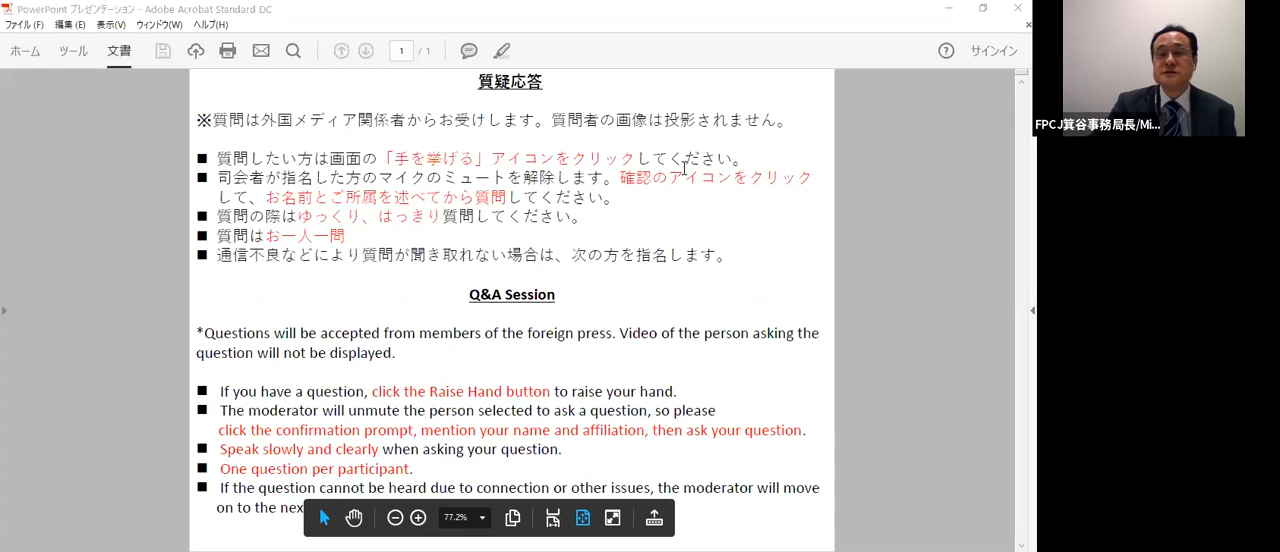 PowerPoint プレゼンテーション - Adobe Acrobat Standard DC
ファイル(F) 編集(E) 表示(V) ウィンドウ(W) ヘルプ(H)
ホーム ツール 文書 1 / 1 サインイン
質疑応答
※質問は外国メディア関係者からお受けします。質問者の画像は投影されません。
■ 質問したい方は画面の「手を挙げる」アイコンをクリックしてください。
■ 司会者が指名した方のマイクのミュートを解除します。確認のアイコンをクリック
して、お名前とご所属を述べてから質問してください。
■ 質問の際はゆっくり、はっきり質問してください。
■ 質問はお一人一問
■ 通信不良などにより質問が聞き取れない場合は、次の方を指名します。
Q&A Session
*Questions will be accepted from members of the foreign press. Video of the person asking the
question will not be displayed.
■ If you have a question, click the Raise Hand button to raise your hand.
■ The moderator will unmute the person selected to ask a question, so please
click the confirmation prompt, mention your name and affiliation, then ask your question.
■ Speak slowly and clearly when asking your question.
■ One question per participant.
■ If the question cannot be heard due to connection or other issues, the moderator will move
on to the nex
77.2%
FPCJ箕谷事務局長/Mi...